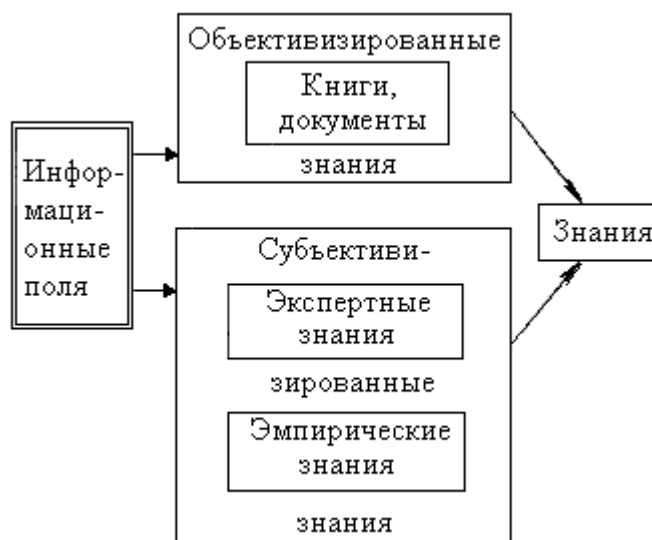 Объективизированные
Книги,
документы
знания
Инфор-
маци-
онные
поля
Знания
Субъективи-
Экспертные
знания
зированные
Эмпирические
знания
знания